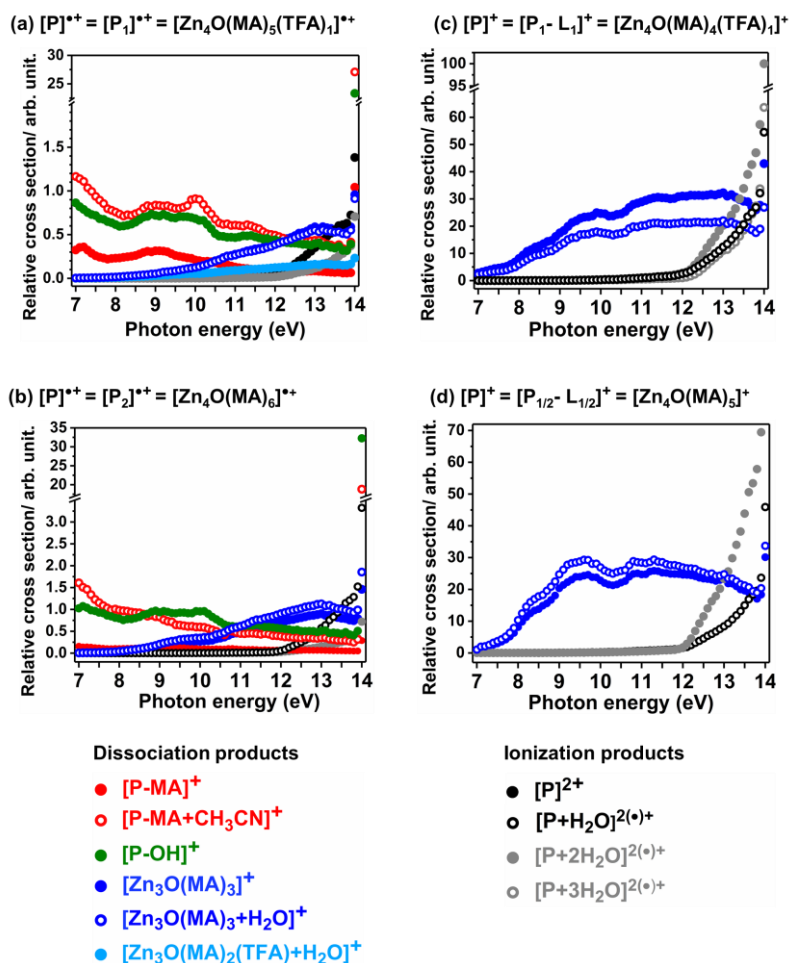 (a) [P]•+ = [P₁]•+ = [Zn₄O(MA)₅(TFA)₁]•+
Relative cross section/ arb. unit.
30
25
1.5
1.0
0.5
0.0
7 8 9 10 11 12 13 14
Photon energy (eV)
(c) [P]+ = [P₁- L₁]+ = [Zn₄O(MA)₄(TFA)₁]+
Relative cross section/ arb. unit.
100
95
60
50
40
30
20
10
0
7 8 9 10 11 12 13 14
Photon energy (eV)
(b) [P]•+ = [P₂]•+ = [Zn₄O(MA)₆]•+
Relative cross section/ arb. unit.
35
30
25
20
3.0
2.5
2.0
1.5
1.0
0.5
0.0
7 8 9 10 11 12 13 14
Photon energy (eV)
(d) [P]+ = [P₁/₂- L₁/₂]+ = [Zn₄O(MA)₅]+
Relative cross section/ arb. unit.
70
60
50
40
30
20
10
0
7 8 9 10 11 12 13 14
Photon energy (eV)
Dissociation products
[P-MA]+
[P-MA+CH₃CN]+
[P-OH]+
[Zn₃O(MA)₃]+
[Zn₃O(MA)₃+H₂O]+
[Zn₃O(MA)₂(TFA)+H₂O]+
Ionization products
[P]2+
[P+H₂O]2(•)+
[P+2H₂O]2(•)+
[P+3H₂O]2(•)+